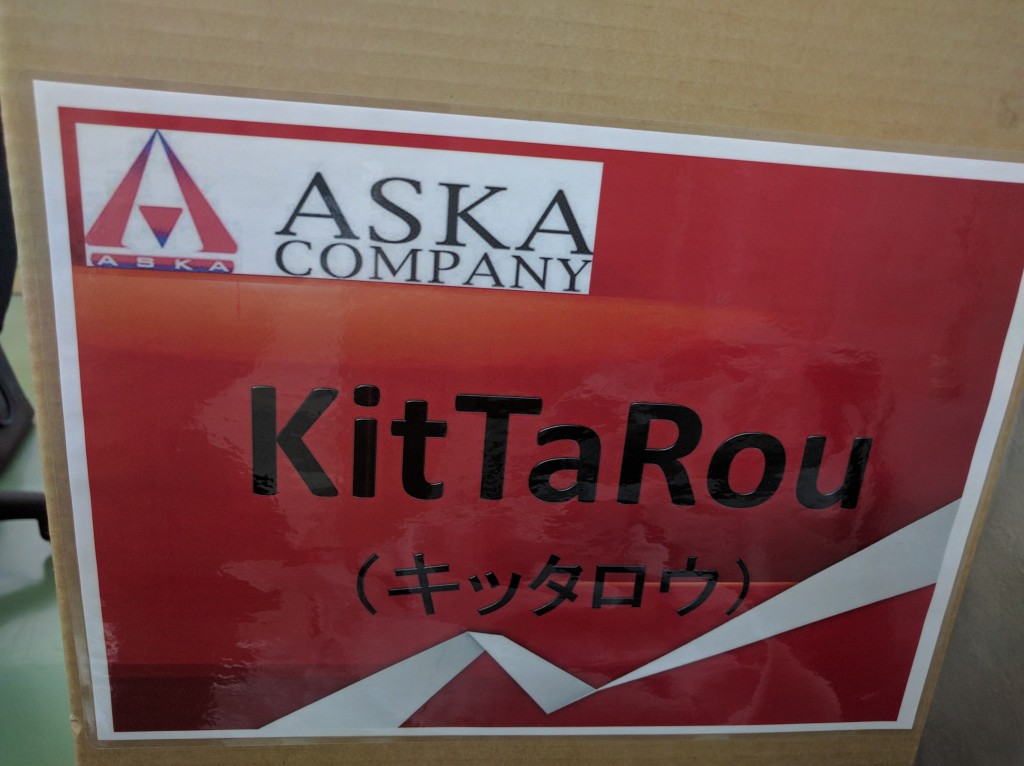 ASKA
ASKA
COMPANY
KitTaRou
（キッタロウ）